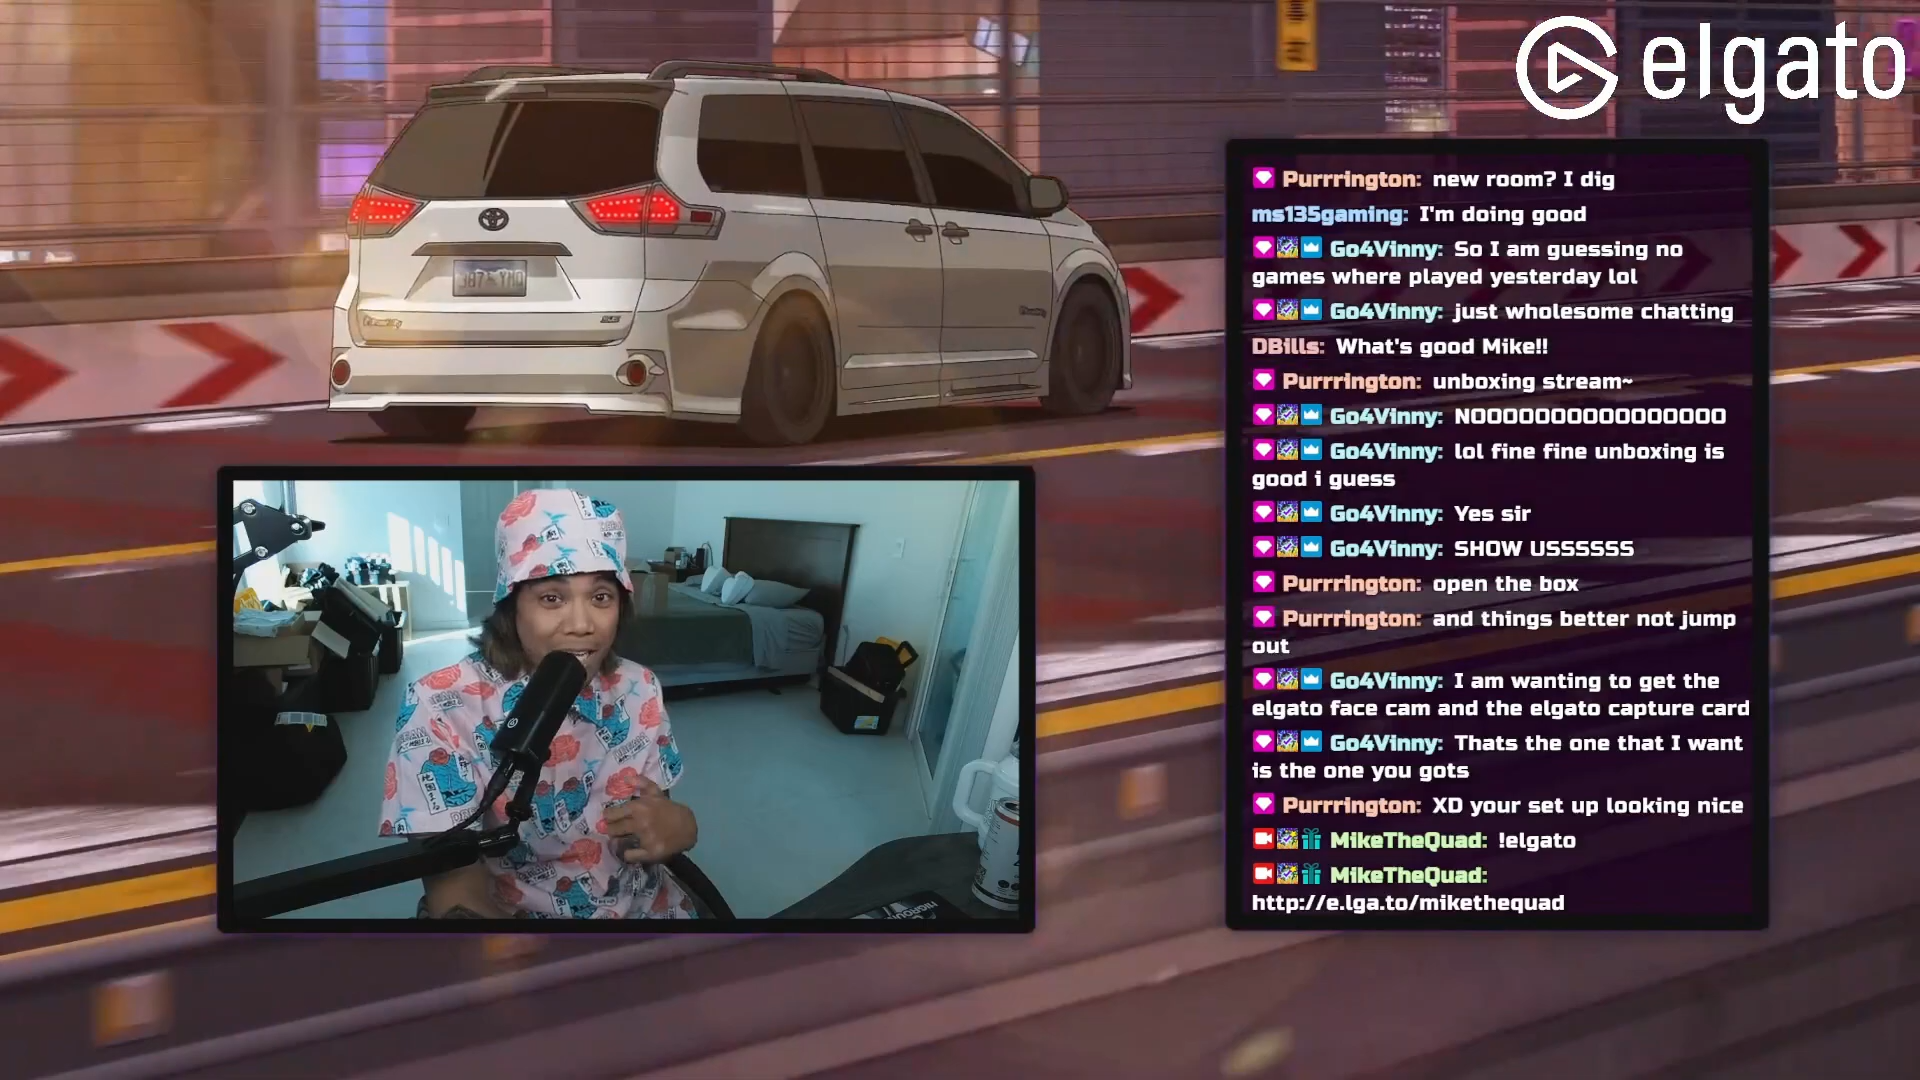 elgato
Purrrington: new room? I dig
ms135gaming: I'm doing good
Go4Vinny: So I am guessing no
games where played yesterday lol
Go4Vinny: just wholesome chatting
DBills: What's good Mike!!
Purrrington: unboxing stream~
Go4Vinny: NOOOOOOOOOOOOOOOO
Go4Vinny: lol fine fine unboxing is
good i guess
Go4Vinny: Yes sir
Go4Vinny: SHOW USSSSSS
Purrrington: open the box
Purrrington: and things better not jump
out
Go4Vinny: I am wanting to get the
elgato face cam and the elgato capture card
Go4Vinny: Thats the one that I want
is the one you gots
Purrrington: XD your set up looking nice
MikeTheQuad: !elgato
MikeTheQuad:
http://e.lga.to/mikethequad